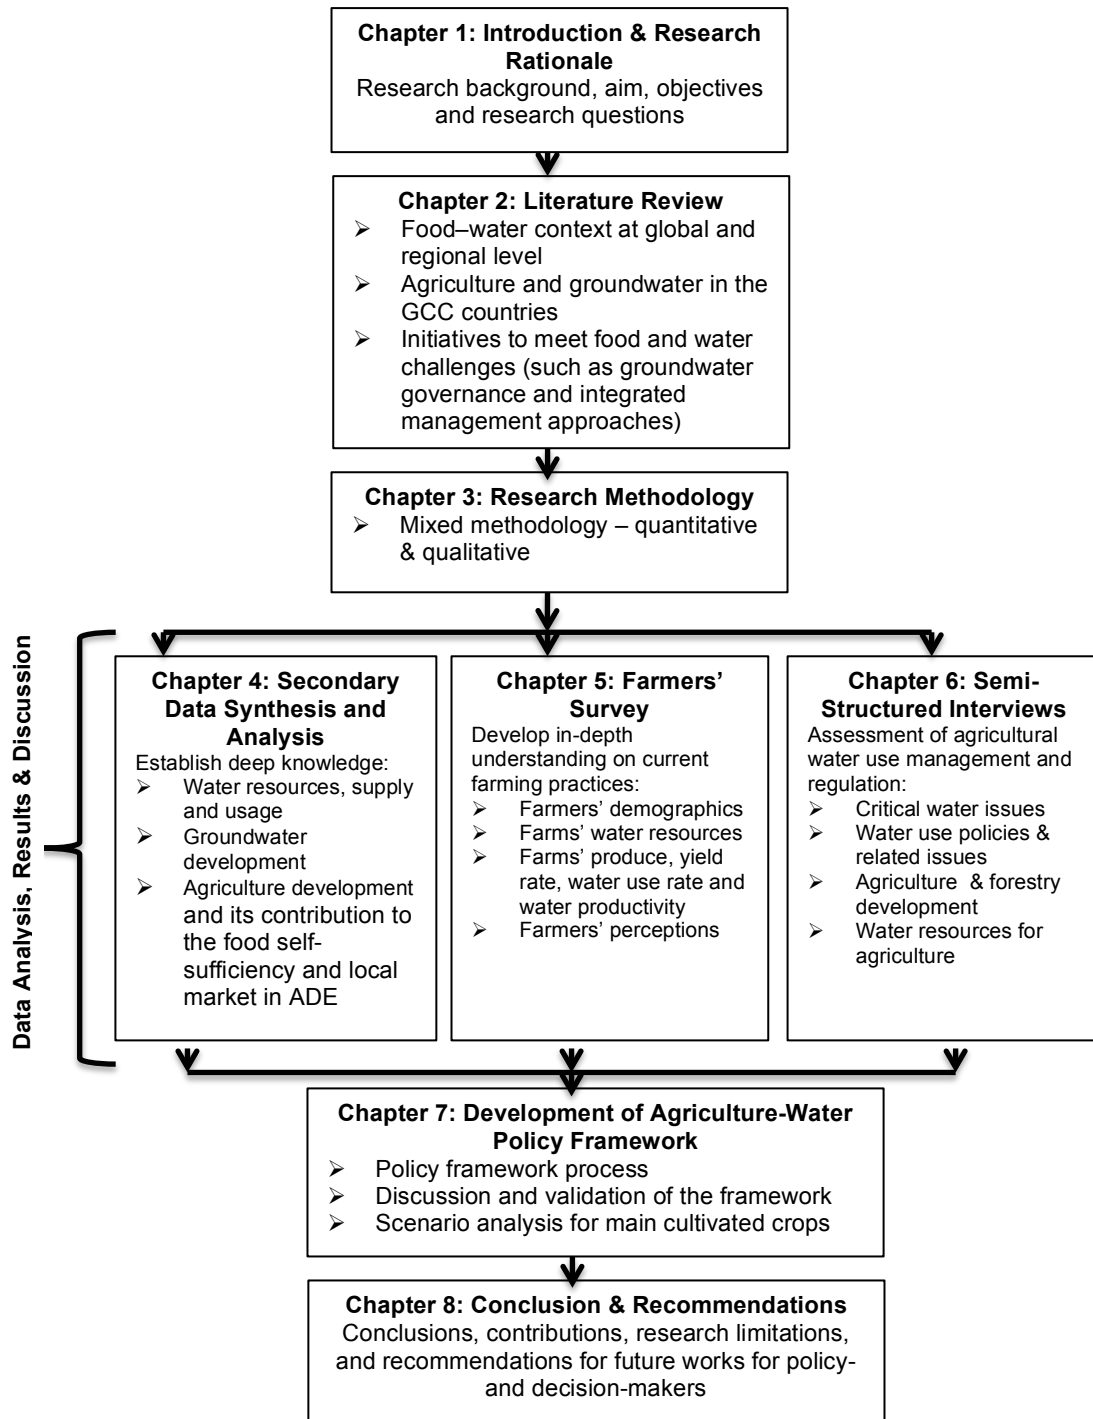 Chapter 1: Introduction & Research
Rationale
Research background, aim, objectives
and research questions
Chapter 2: Literature Review
➢ Food–water context at global and
regional level
➢ Agriculture and groundwater in the
GCC countries
➢ Initiatives to meet food and water
challenges (such as groundwater
governance and integrated
management approaches)
Chapter 3: Research Methodology
➢ Mixed methodology – quantitative
& qualitative
Data Analysis, Results & Discussion
Chapter 4: Secondary
Data Synthesis and
Analysis
Establish deep knowledge:
➢ Water resources, supply
and usage
➢ Groundwater
development
➢ Agriculture development
and its contribution to
the food self-
sufficiency and local
market in ADE
Chapter 5: Farmers’
Survey
Develop in-depth
understanding on current
farming practices:
➢ Farmers’ demographics
➢ Farms’ water resources
➢ Farms’ produce, yield
rate, water use rate and
water productivity
➢ Farmers’ perceptions
Chapter 6: Semi-
Structured Interviews
Assessment of agricultural
water use management and
regulation:
➢ Critical water issues
➢ Water use policies &
related issues
➢ Agriculture & forestry
development
➢ Water resources for
agriculture
Chapter 7: Development of Agriculture-Water
Policy Framework
➢ Policy framework process
➢ Discussion and validation of the framework
➢ Scenario analysis for main cultivated crops
Chapter 8: Conclusion & Recommendations
Conclusions, contributions, research limitations,
and recommendations for future works for policy-
and decision-makers